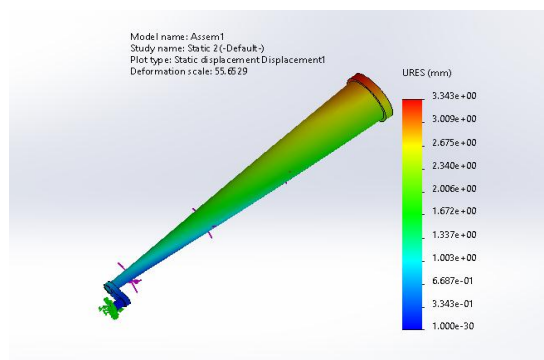 Model name: Assem1
Study name: Static 2(-Default-)
Plot type: Static displacement Displacement1
Deformation scale: 55.6529
URES (mm)
3.343e+00
3.009e+00
2.675e+00
2.340e+00
2.006e+00
1.672e+00
1.337e+00
1.003e+00
6.687e-01
3.343e-01
1.000e-30